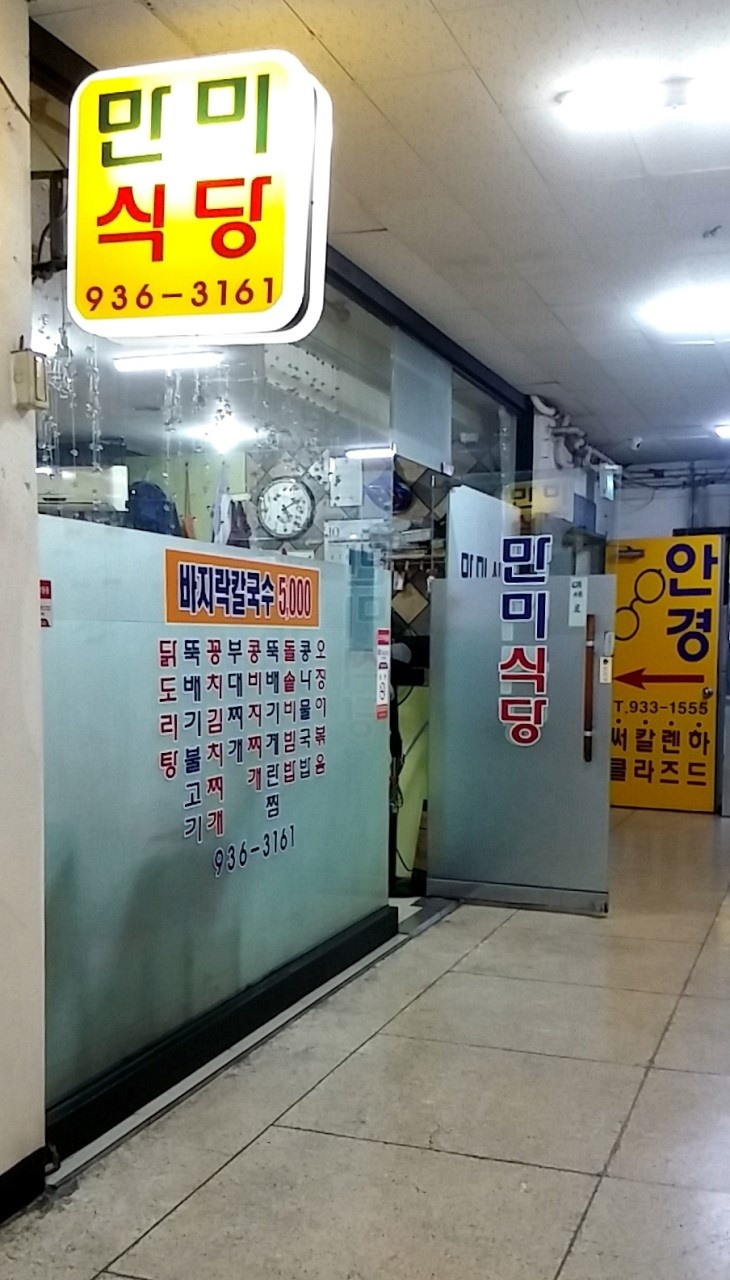 만미
식당
936-3161
바지락칼국수 5,000
닭도리탕
뚝배기불고기
꽁치김치찌개
부대찌개
콩비지찌개
뚝배기계란찜
돌솥비빔밥
콩나물국밥
오징어볶음
936-3161
만미식당
안경
T.933-1555
써칼렌하
클라즈드